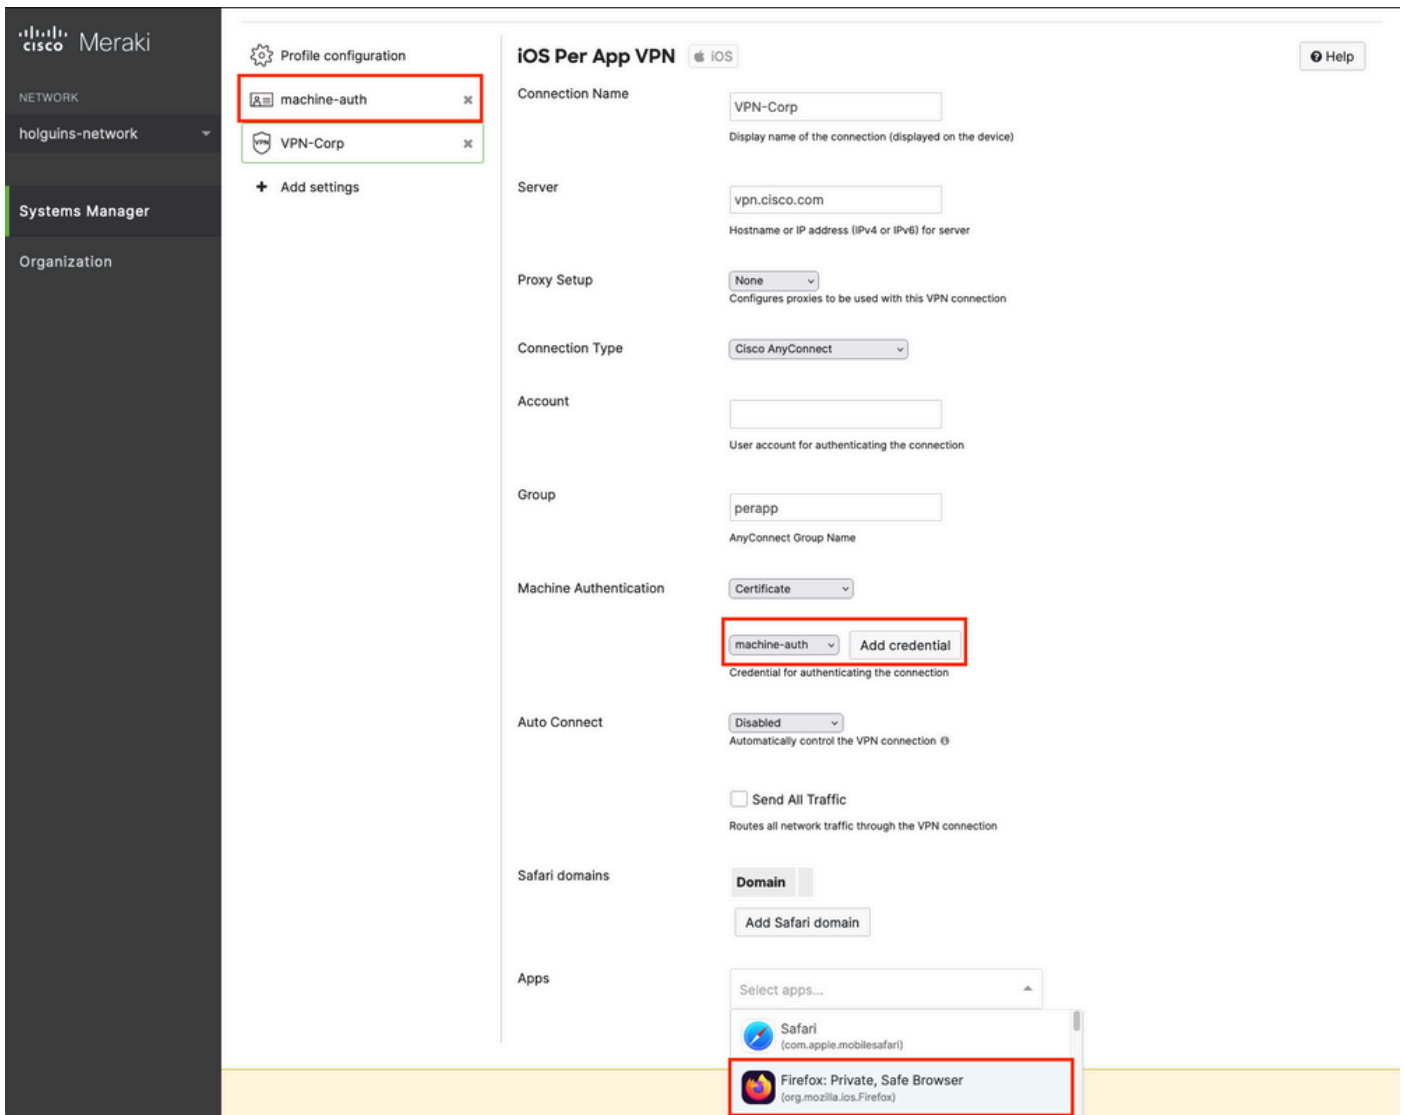 cisco Meraki
NETWORK
holguins-network
Systems Manager
Organization
Profile configuration
machine-auth
VPN VPN-Corp
+ Add settings
iOS Per App VPN iOS
Help
Connection Name
VPN-Corp
Display name of the connection (displayed on the device)
Server
vpn.cisco.com
Hostname or IP address (IPv4 or IPv6) for server
Proxy Setup
None
Configures proxies to be used with this VPN connection
Connection Type
Cisco AnyConnect
Account
User account for authenticating the connection
Group
perapp
AnyConnect Group Name
Machine Authentication
Certificate
machine-auth Add credential
Credential for authenticating the connection
Auto Connect
Disabled
Automatically control the VPN connection
Send All Traffic
Routes all network traffic through the VPN connection
Safari domains
Domain
Add Safari domain
Apps
Select apps...
Safari
(com.apple.mobilesafari)
Firefox: Private, Safe Browser
(org.mozilla.ios.Firefox)